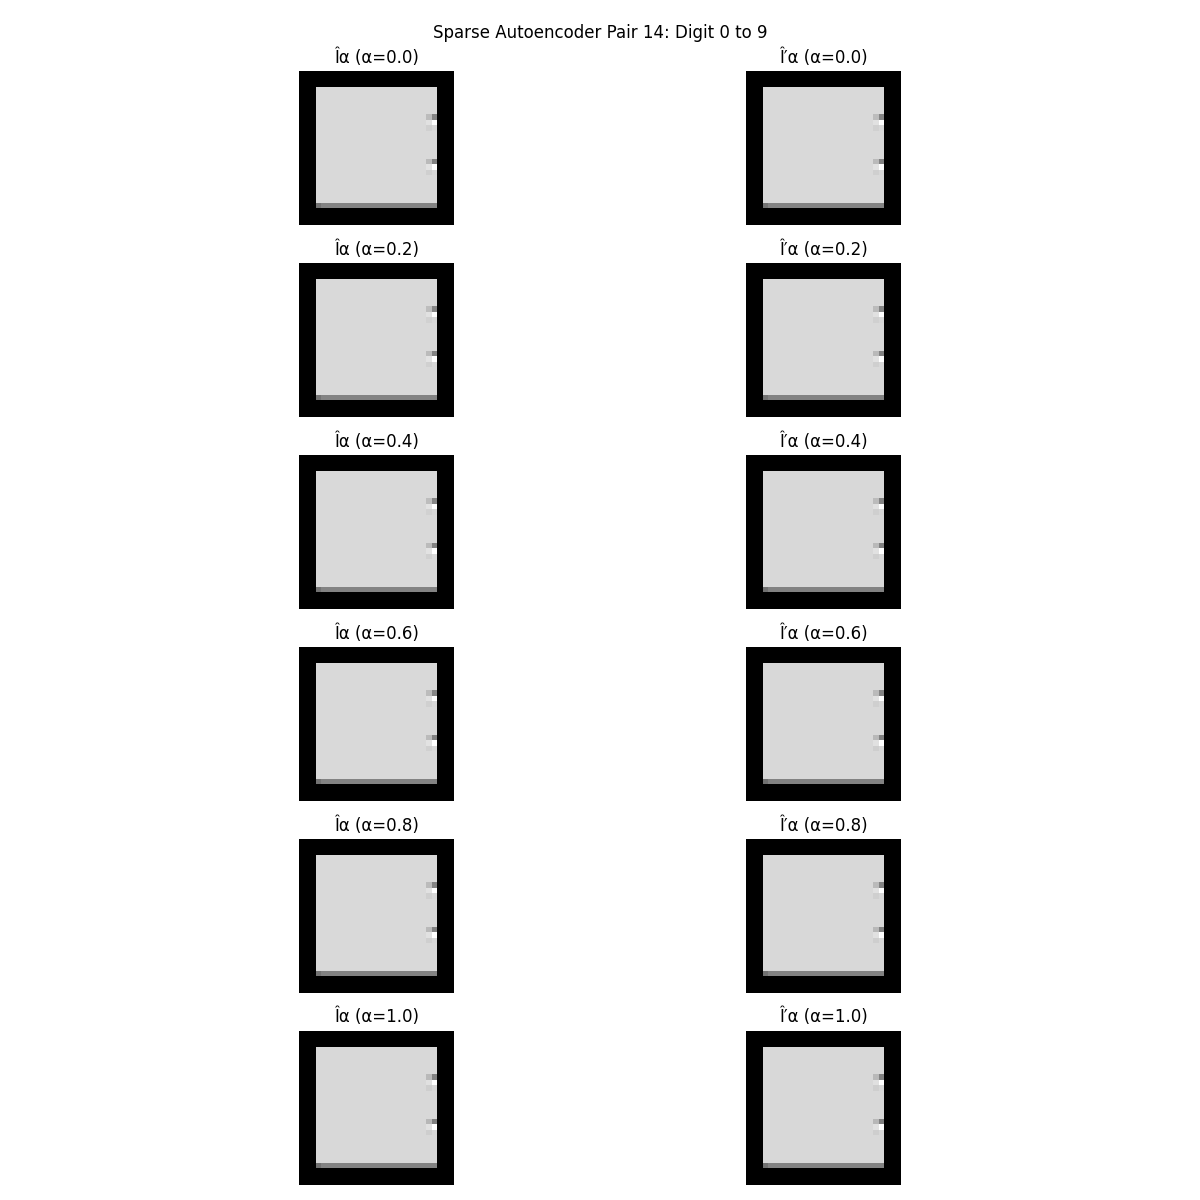 Sparse Autoencoder Pair 14: Digit 0 to 9
Îα (α=0.0) Î′α (α=0.0)
Îα (α=0.2) Î′α (α=0.2)
Îα (α=0.4) Î′α (α=0.4)
Îα (α=0.6) Î′α (α=0.6)
Îα (α=0.8) Î′α (α=0.8)
Îα (α=1.0) Î′α (α=1.0)